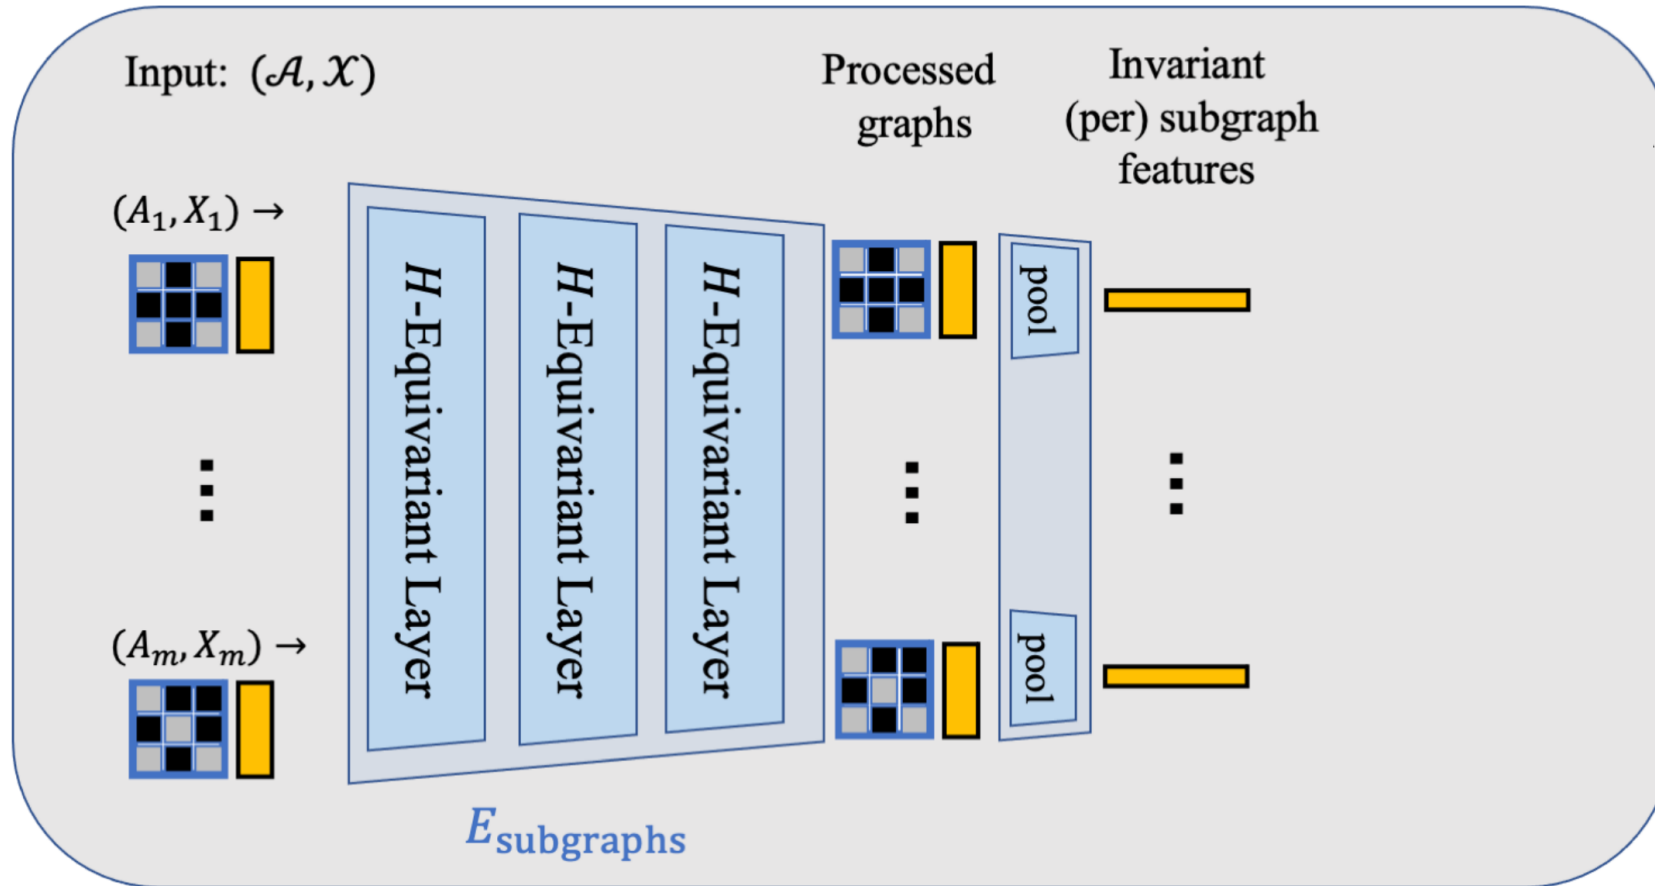 Input: (𝒜, 𝒳)
Processed
graphs
Invariant
(per) subgraph
features
(A₁, X₁) →
H-Equivariant Layer
H-Equivariant Layer
H-Equivariant Layer
pool
(Aₘ, Xₘ) →
pool
E subgraphs